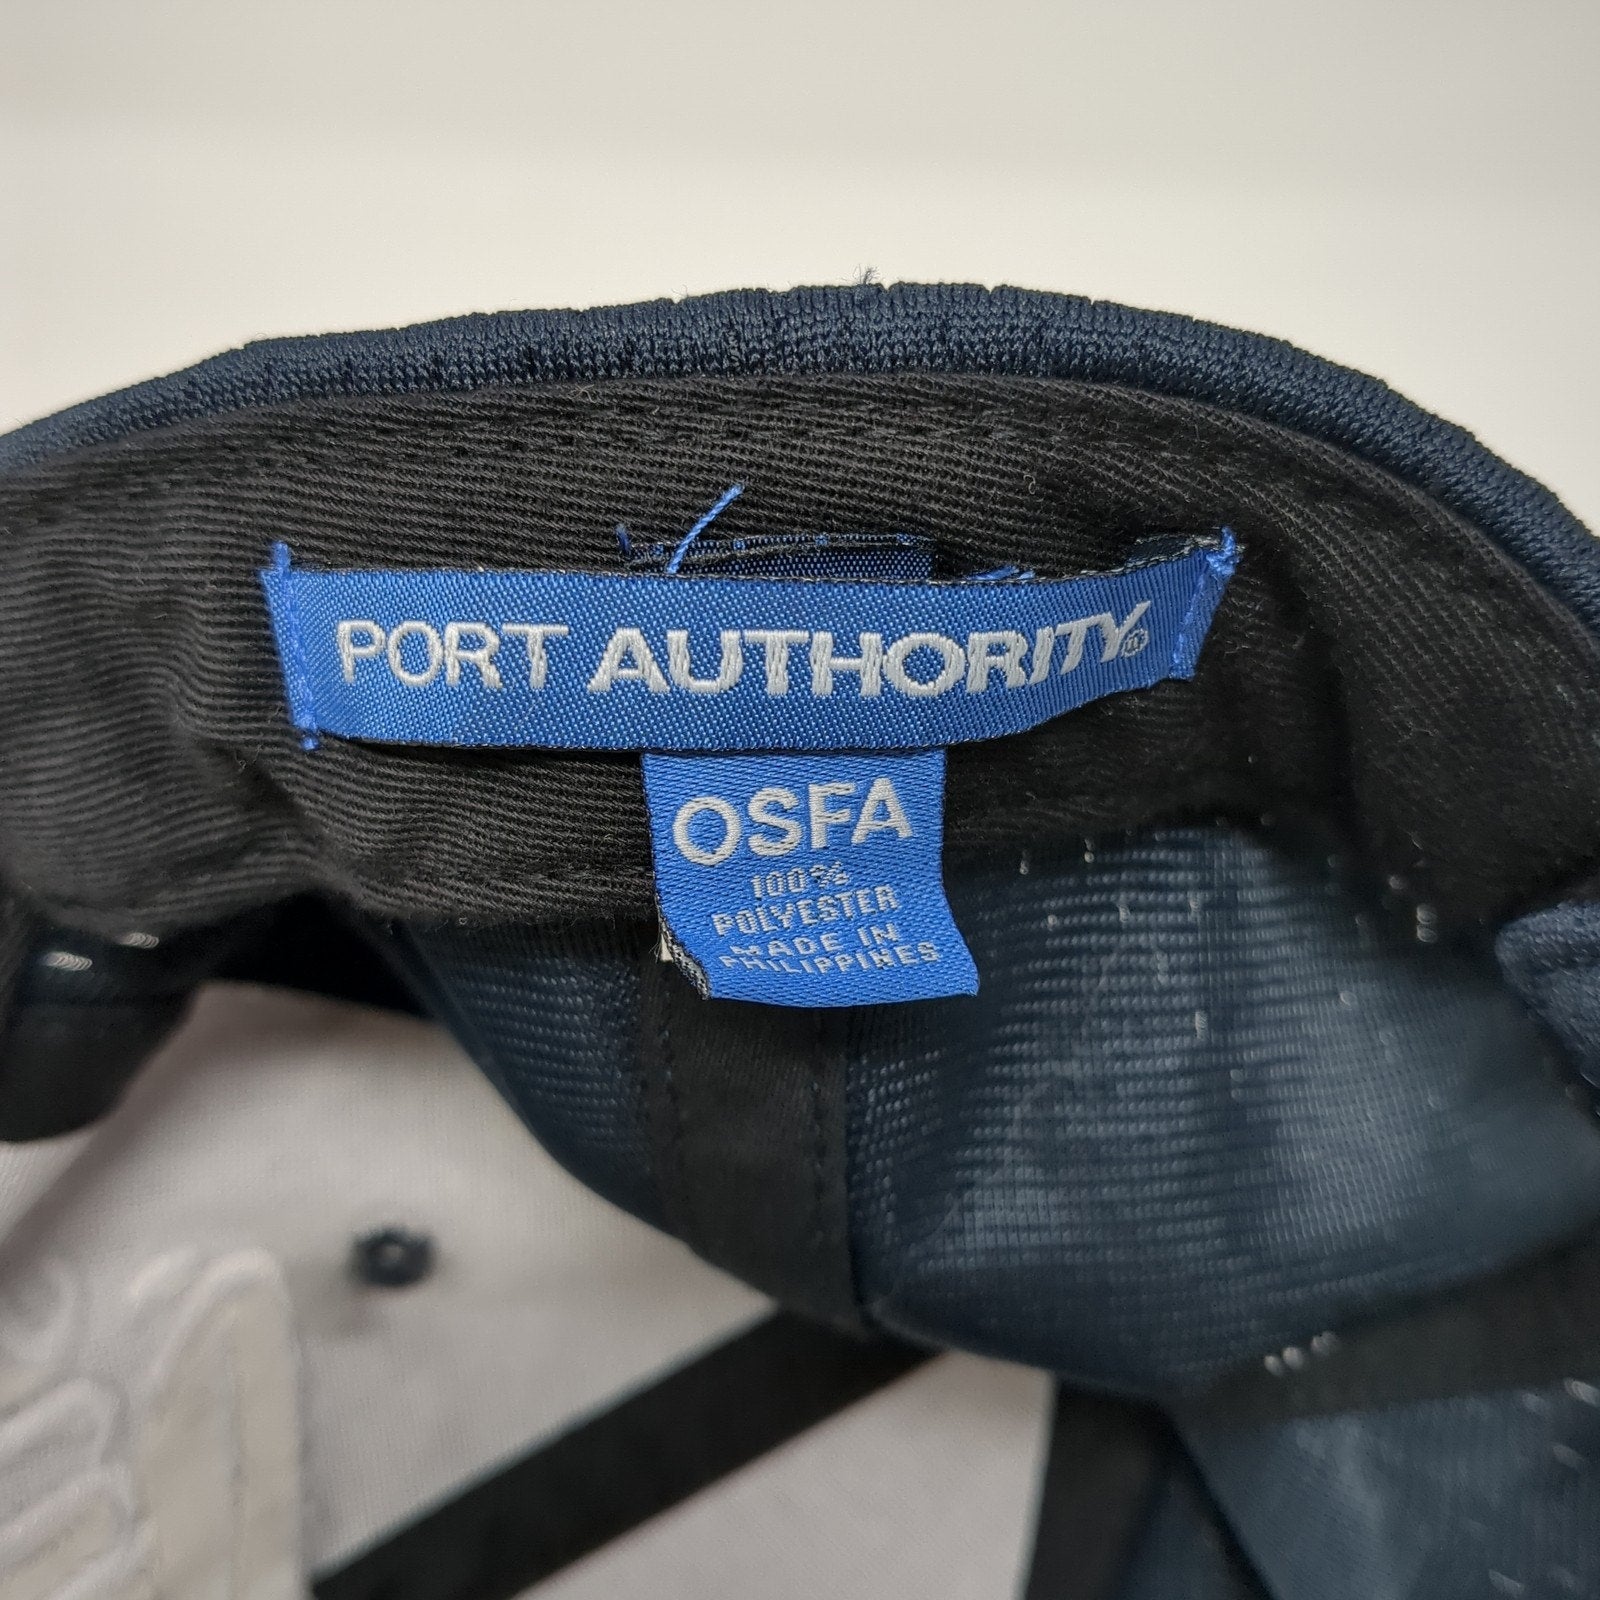 PORT AUTHORITY®
OSFA
100%
POLYESTER
MADE IN
PHILIPPINES